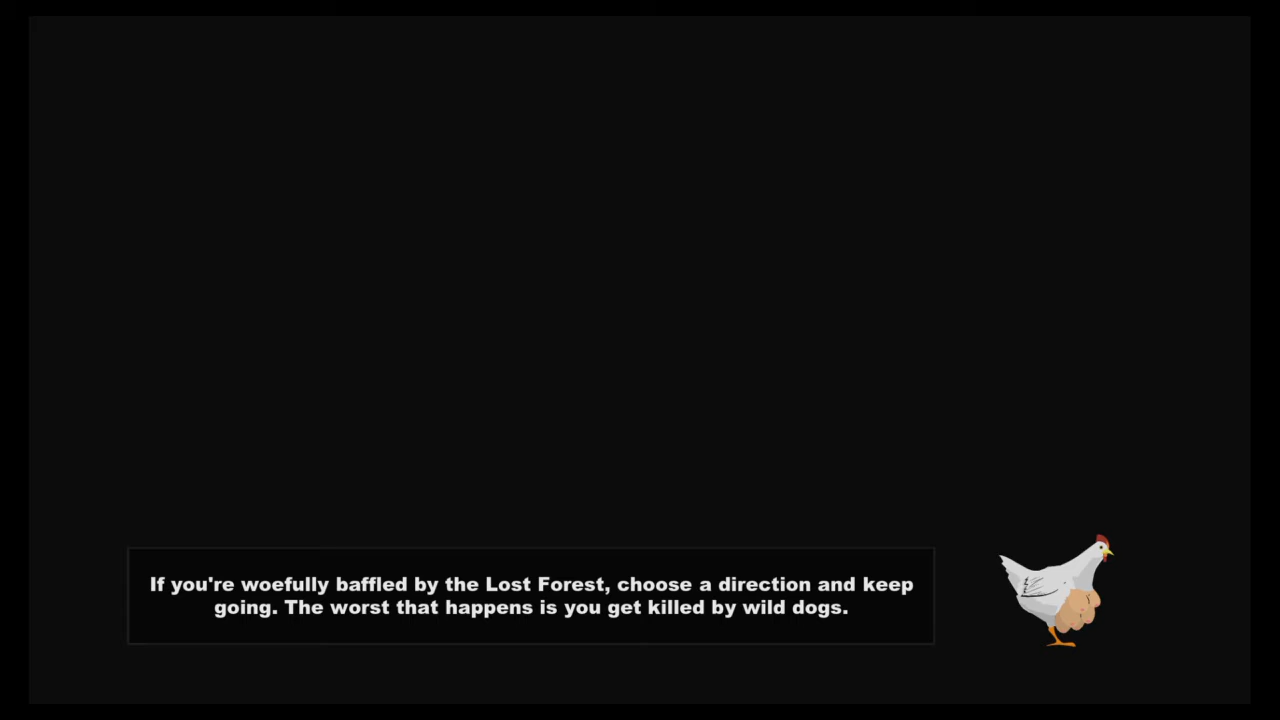 If you're woefully baffled by the Lost Forest, choose a direction and keep
going. The worst that happens is you get killed by wild dogs.